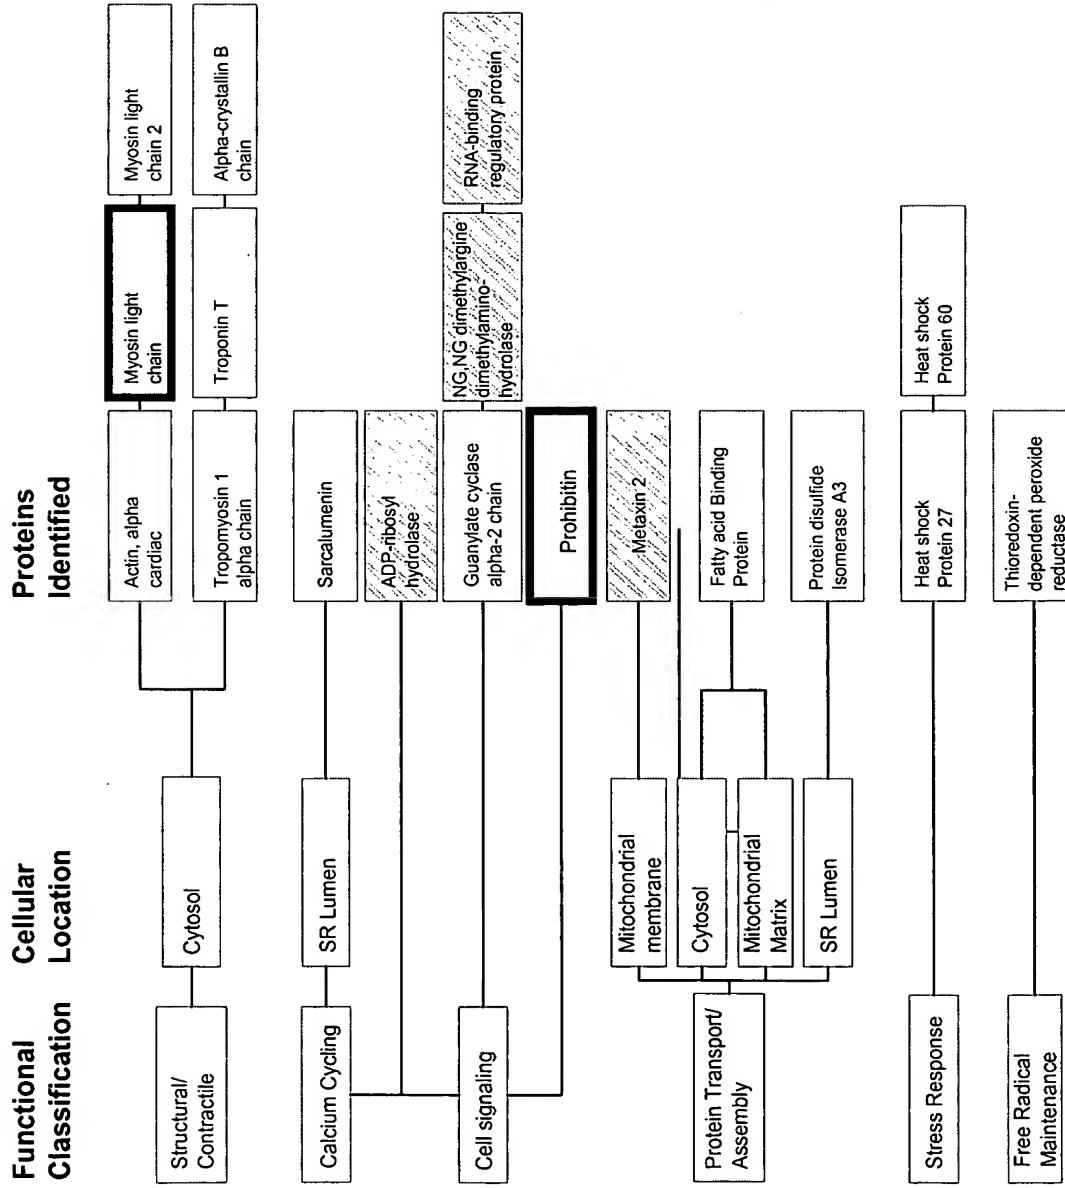 Functional
Classification
Cellular
Location
Proteins
Identified
Structural/
Contractile
Cytosol
Actin, alpha
cardiac
Myosin light
chain
Myosin light
chain 2
Tropomyosin 1
alpha chain
Troponin T
Alpha-crystallin B
chain
Calcium Cycling
SR Lumen
Sarcalumenin
ADP-ribosyl
hydrolase
Cell signaling
Guanylate cyclase
alpha-2 chain
NG,NG dimethylargine
dimethylamino-
hydrolase
RNA-binding
regulatory protein
Prohibitin
Protein Transport/
Assembly
Mitochondrial
membrane
Metaxin 2
Cytosol
Mitochondrial
Matrix
Fatty acid Binding
Protein
SR Lumen
Protein disulfide
Isomerase A3
Stress Response
Heat shock
Protein 27
Heat shock
Protein 60
Free Radical
Maintenance
Thioredoxin-
dependent peroxide
reductase